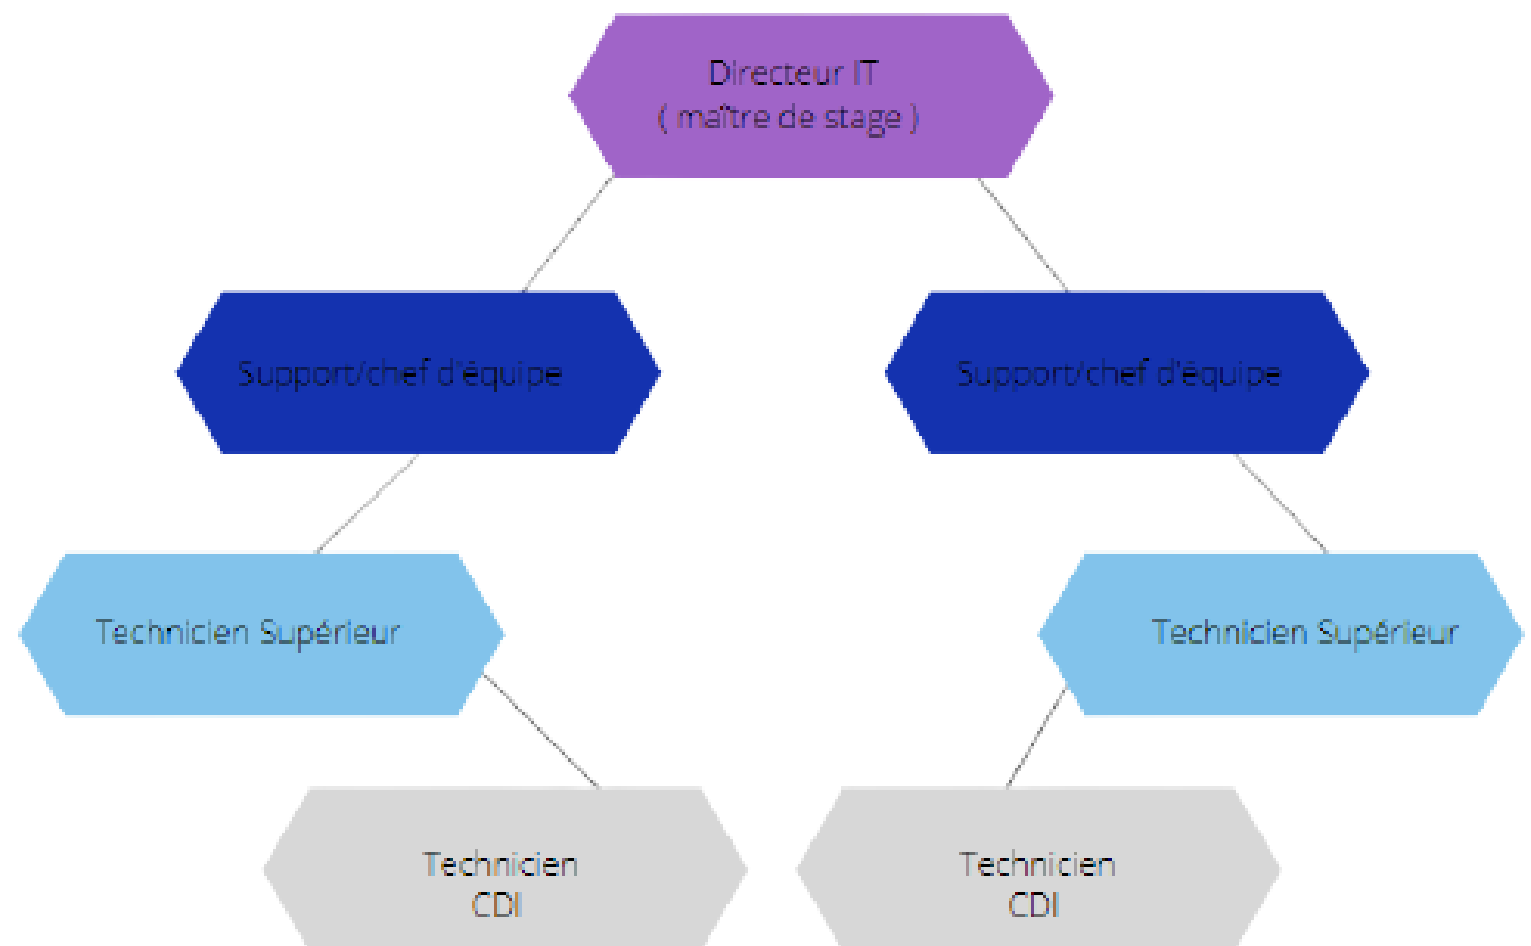 Directeur IT
( maître de stage )
Support/chef d'équipe
Support/chef d'équipe
Technicien Supérieur
Technicien Supérieur
Technicien
CDI
Technicien
CDI